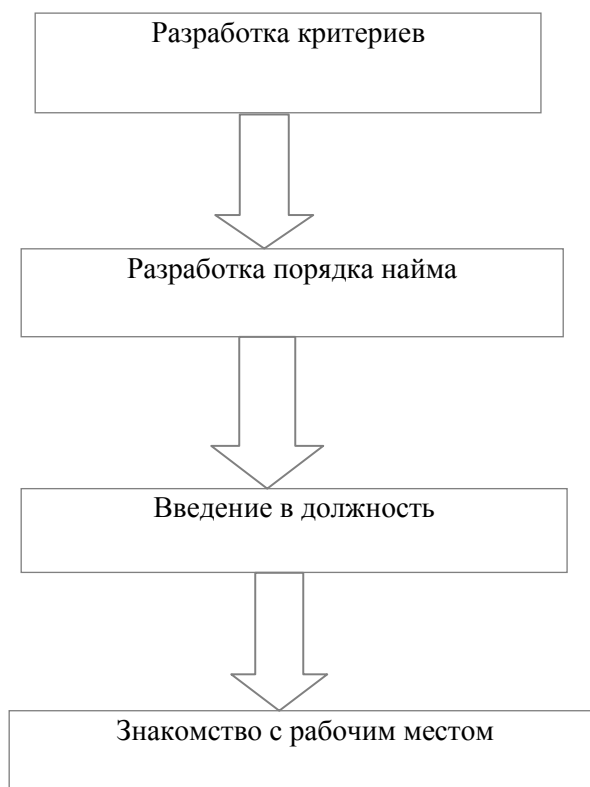 Разработка критериев
Разработка порядка найма
Введение в должность
Знакомство с рабочим местом